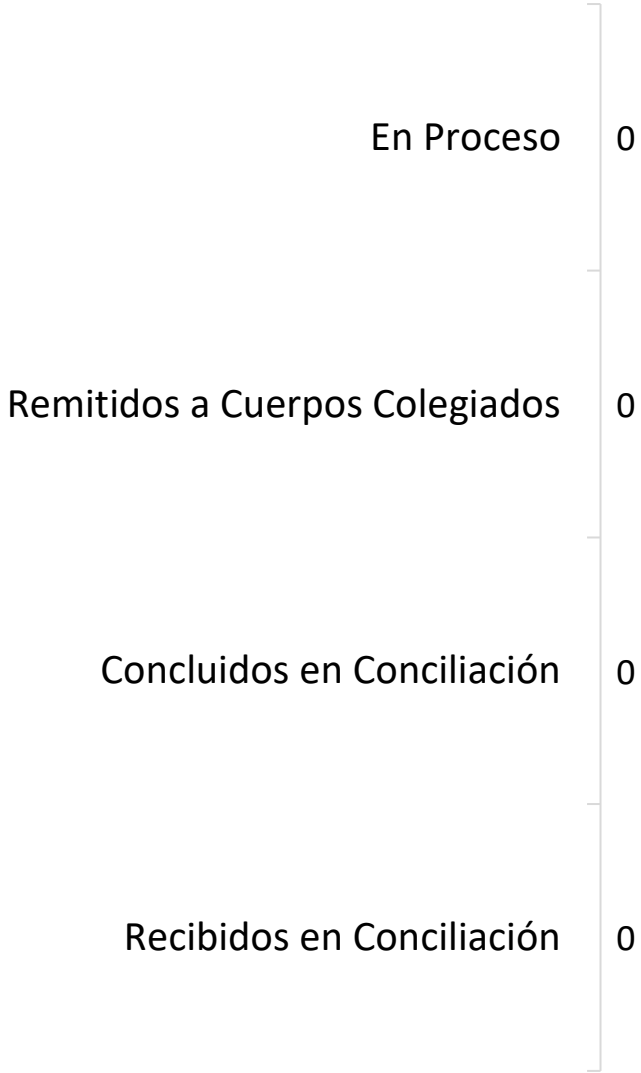 En Proceso 0
Remitidos a Cuerpos Colegiados 0
Concluidos en Conciliación 0
Recibidos en Conciliación 0